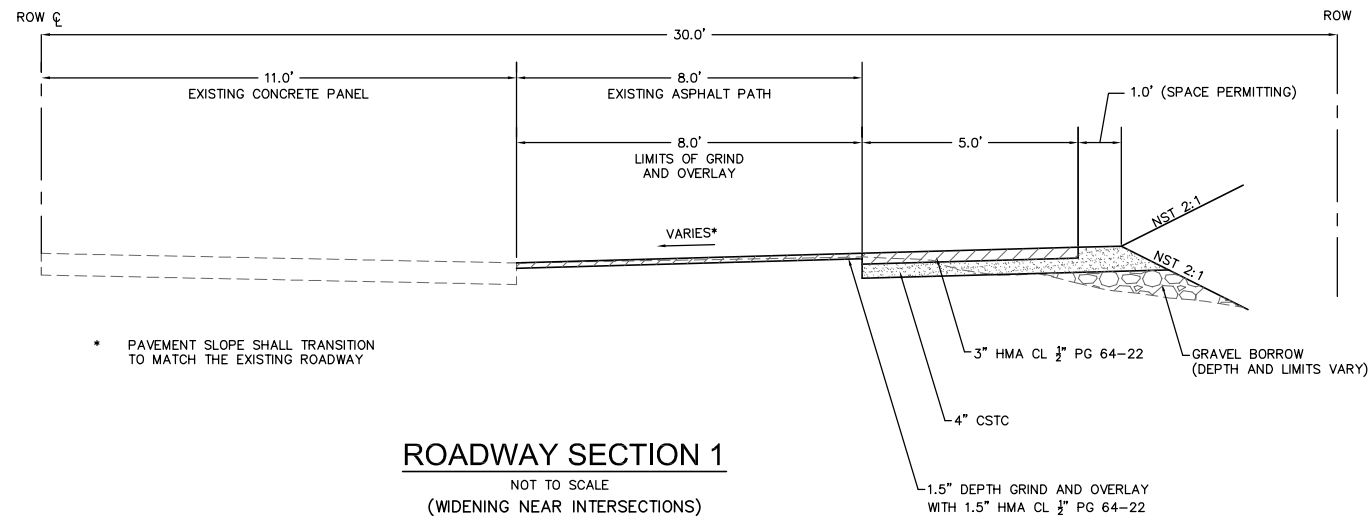 ROW ℄
ROW
30.0'
11.0'
EXISTING CONCRETE PANEL
8.0'
EXISTING ASPHALT PATH
1.0' (SPACE PERMITTING)
8.0'
LIMITS OF GRIND
AND OVERLAY
5.0'
NST 2:1
VARIES*
NST 2:1
* PAVEMENT SLOPE SHALL TRANSITION
TO MATCH THE EXISTING ROADWAY
3" HMA CL ½" PG 64-22
GRAVEL BORROW
(DEPTH AND LIMITS VARY)
4" CSTC
ROADWAY SECTION 1
NOT TO SCALE
(WIDENING NEAR INTERSECTIONS)
1.5" DEPTH GRIND AND OVERLAY
WITH 1.5" HMA CL ½" PG 64-22